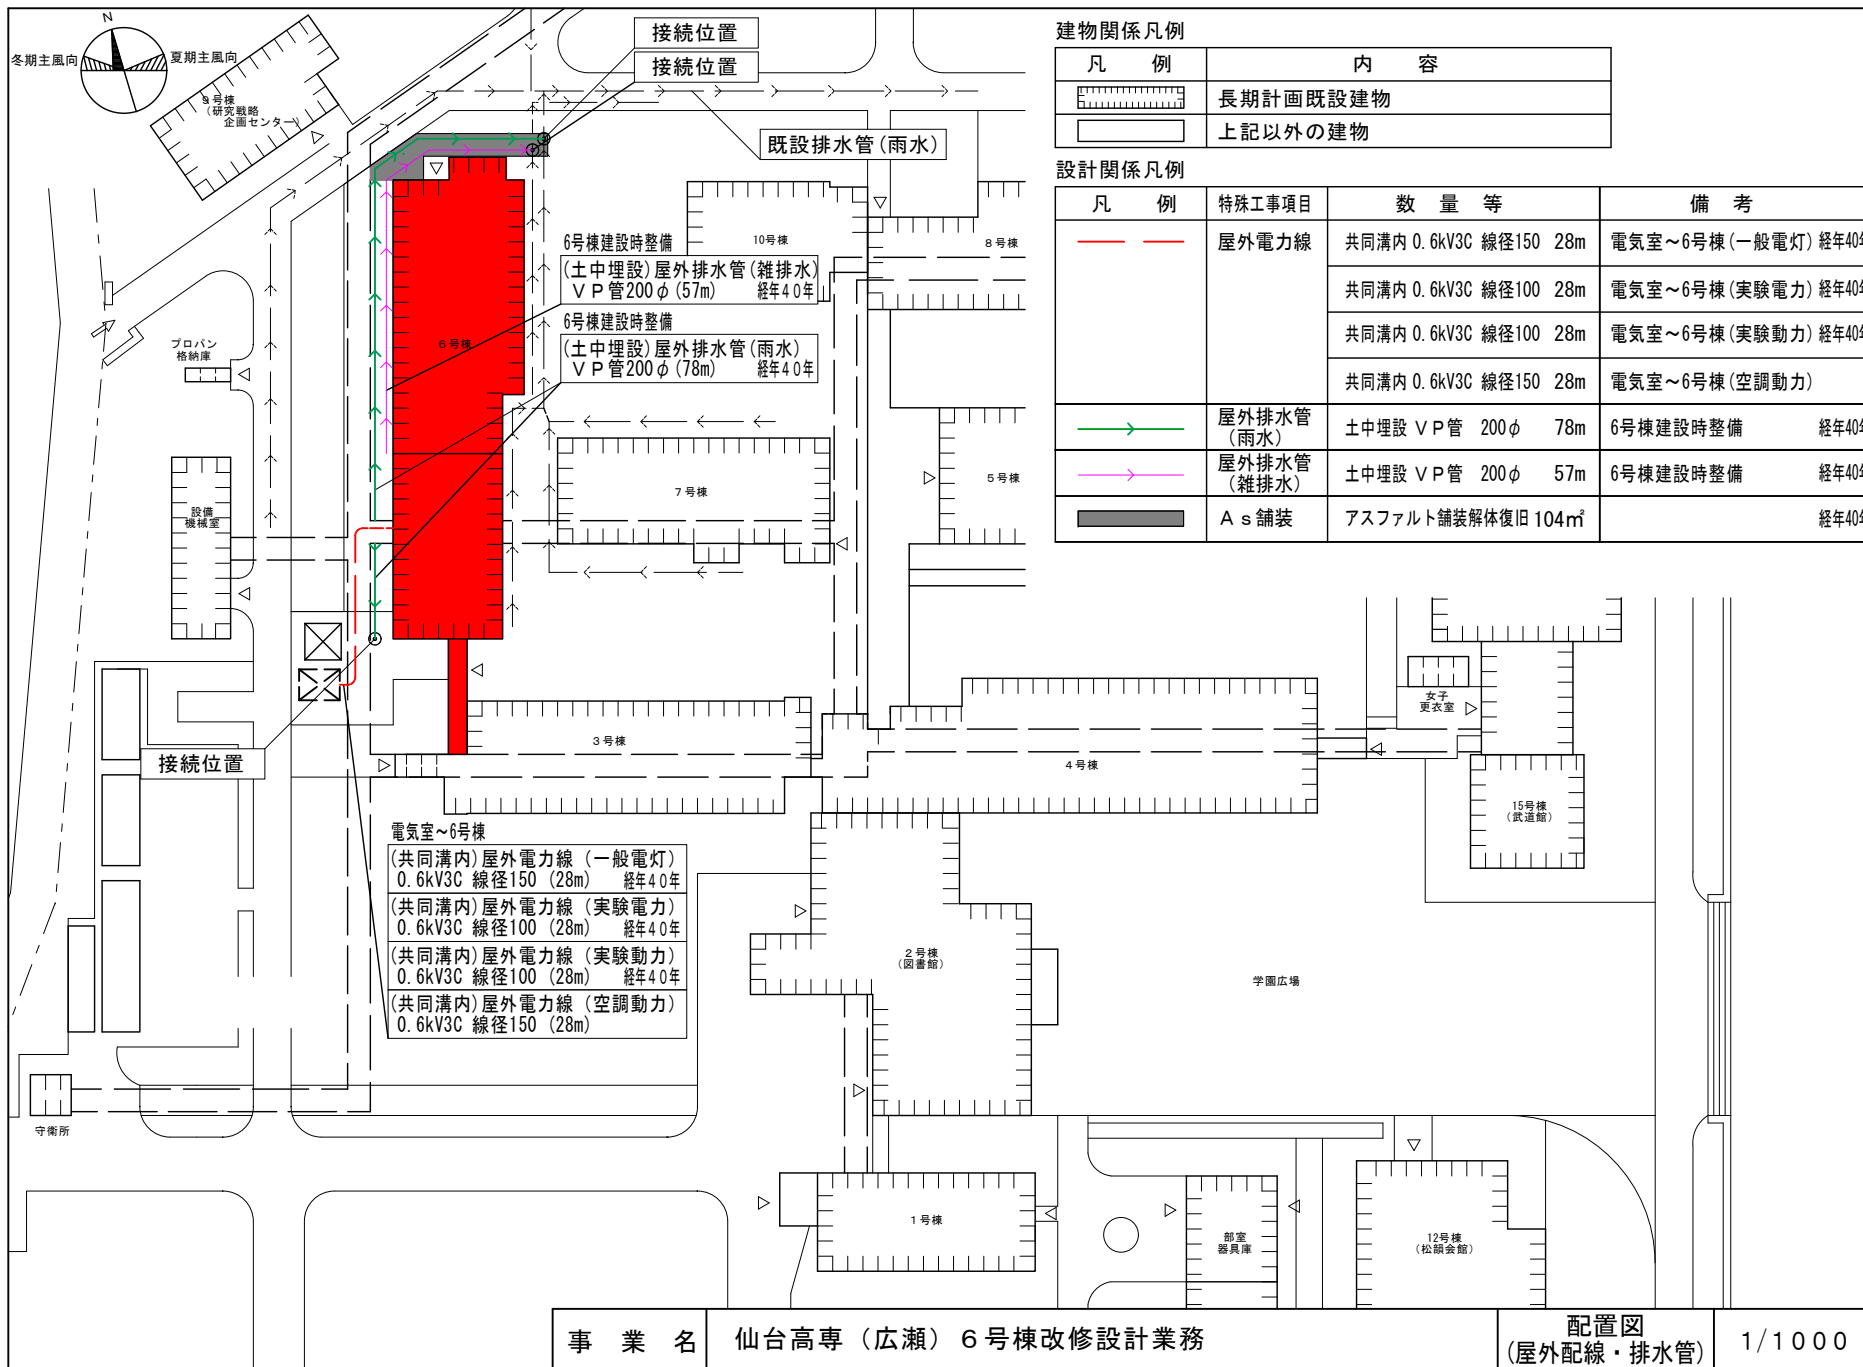 N
冬期主風向
夏期主風向
9号棟
(研究戦略
企画センター)
接続位置
接続位置
既設排水管(雨水)
建物関係凡例
凡 例 内 容
長期計画既設建物
上記以外の建物
設計関係凡例
凡 例 特殊工事項目 数 量 等 備 考
屋外電力線 共同溝内 0.6kV3C 線径150 28m 電気室～6号棟(一般電灯) 経年40年
共同溝内 0.6kV3C 線径100 28m 電気室～6号棟(実験電力) 経年40年
共同溝内 0.6kV3C 線径100 28m 電気室～6号棟(実験動力) 経年40年
共同溝内 0.6kV3C 線径150 28m 電気室～6号棟(空調動力)
屋外排水管
(雨水) 土中埋設 VP管 200φ 78m 6号棟建設時整備 経年40年
屋外排水管
(雑排水) 土中埋設 VP管 200φ 57m 6号棟建設時整備 経年40年
As舗装 アスファルト舗装解体復旧 104㎡ 経年40年
10号棟
8号棟
6号棟建設時整備
(土中埋設)屋外排水管(雑排水)
VP管200φ(57m) 経年40年
6号棟建設時整備
(土中埋設)屋外排水管(雨水)
VP管200φ(78m) 経年40年
6号棟
プロパン
格納庫
7号棟
5号棟
設備
機械室
女子
更衣室
3号棟
4号棟
接続位置
15号棟
(武道館)
電気室～6号棟
(共同溝内)屋外電力線(一般電灯)
0.6kV3C 線径150 (28m) 経年40年
(共同溝内)屋外電力線(実験電力)
0.6kV3C 線径100 (28m) 経年40年
(共同溝内)屋外電力線(実験動力)
0.6kV3C 線径100 (28m) 経年40年
(共同溝内)屋外電力線(空調動力)
0.6kV3C 線径150 (28m)
2号棟
(図書館)
学園広場
守衛所
1号棟
部室
器具庫
12号棟
(松韻会館)
事 業 名 仙台高専(広瀬)6号棟改修設計業務 配置図
(屋外配線・排水管) 1/1000